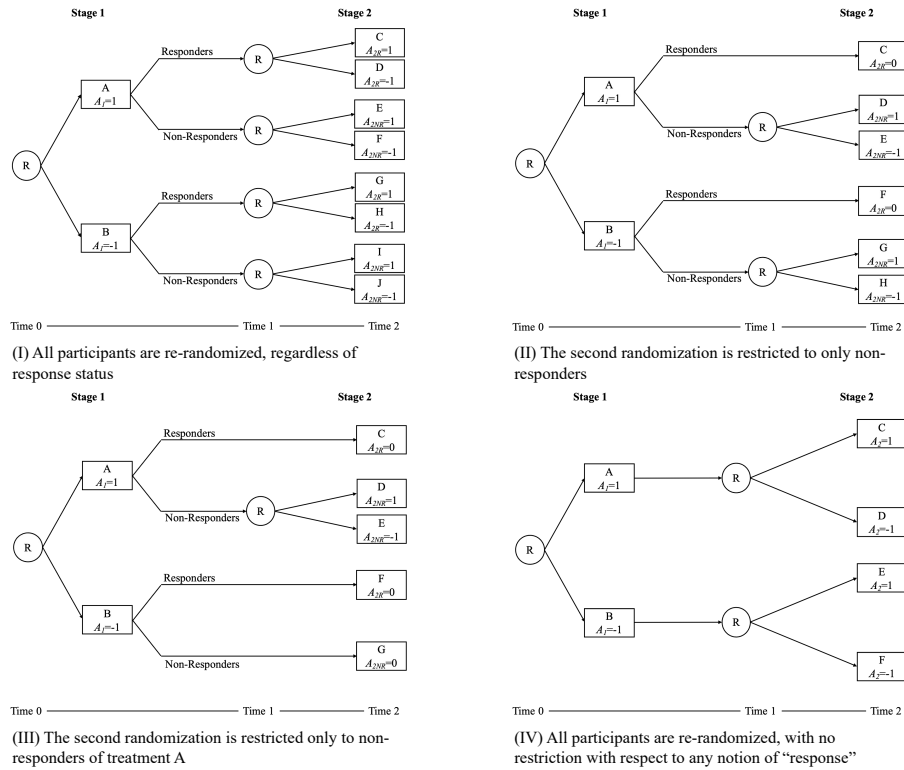 Stage 1
Stage 2
Responders
R
C
A2R=1
D
A2R=-1
A
A1=1
Non-Responders
R
E
A2NR=1
F
A2NR=-1
R
Responders
R
G
A2R=1
H
A2R=-1
B
A1=-1
Non-Responders
R
I
A2NR=1
J
A2NR=-1
Time 0
Time 1
Time 2
(I) All participants are re-randomized, regardless of
response status
Stage 1
Stage 2
Responders
C
A2R=0
A
A1=1
Non-Responders
R
D
A2NR=1
E
A2NR=-1
R
Responders
F
A2R=0
B
A1=-1
Non-Responders
R
G
A2NR=1
H
A2NR=-1
Time 0
Time 1
Time 2
(II) The second randomization is restricted to only non-
responders
Stage 1
Stage 2
Responders
C
A2R=0
A
A1=1
Non-Responders
R
D
A2NR=1
E
A2NR=-1
R
Responders
F
A2R=0
B
A1=-1
Non-Responders
G
A2NR=0
Time 0
Time 1
Time 2
(III) The second randomization is restricted only to non-
responders of treatment A
Stage 1
Stage 2
C
A2=1
A
A1=1
R
D
A2=-1
R
E
A2=1
B
A1=-1
R
F
A2=-1
Time 0
Time 1
Time 2
(IV) All participants are re-randomized, with no
restriction with respect to any notion of “response”